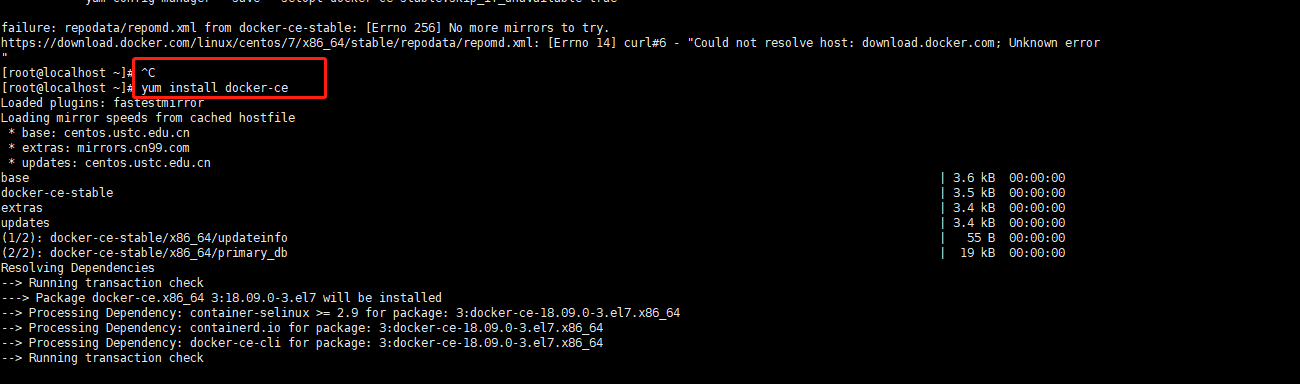 yum-config-manager --save --setopt=docker-ce-stable.skip_if_unavailable=true
failure: repodata/repomd.xml from docker-ce-stable: [Errno 256] No more mirrors to try.
https://download.docker.com/linux/centos/7/x86_64/stable/repodata/repomd.xml: [Errno 14] curl#6 - "Could not resolve host: download.docker.com; Unknown error
"
[root@localhost ~]# ^C
[root@localhost ~]# yum install docker-ce
Loaded plugins: fastestmirror
Loading mirror speeds from cached hostfile
 * base: centos.ustc.edu.cn
 * extras: mirrors.cn99.com
 * updates: centos.ustc.edu.cn
base | 3.6 kB 00:00:00
docker-ce-stable | 3.5 kB 00:00:00
extras | 3.4 kB 00:00:00
updates | 3.4 kB 00:00:00
(1/2): docker-ce-stable/x86_64/updateinfo | 55 B 00:00:00
(2/2): docker-ce-stable/x86_64/primary_db | 19 kB 00:00:00
Resolving Dependencies
--> Running transaction check
---> Package docker-ce.x86_64 3:18.09.0-3.el7 will be installed
--> Processing Dependency: container-selinux >= 2.9 for package: 3:docker-ce-18.09.0-3.el7.x86_64
--> Processing Dependency: containerd.io for package: 3:docker-ce-18.09.0-3.el7.x86_64
--> Processing Dependency: docker-ce-cli for package: 3:docker-ce-18.09.0-3.el7.x86_64
--> Running transaction check